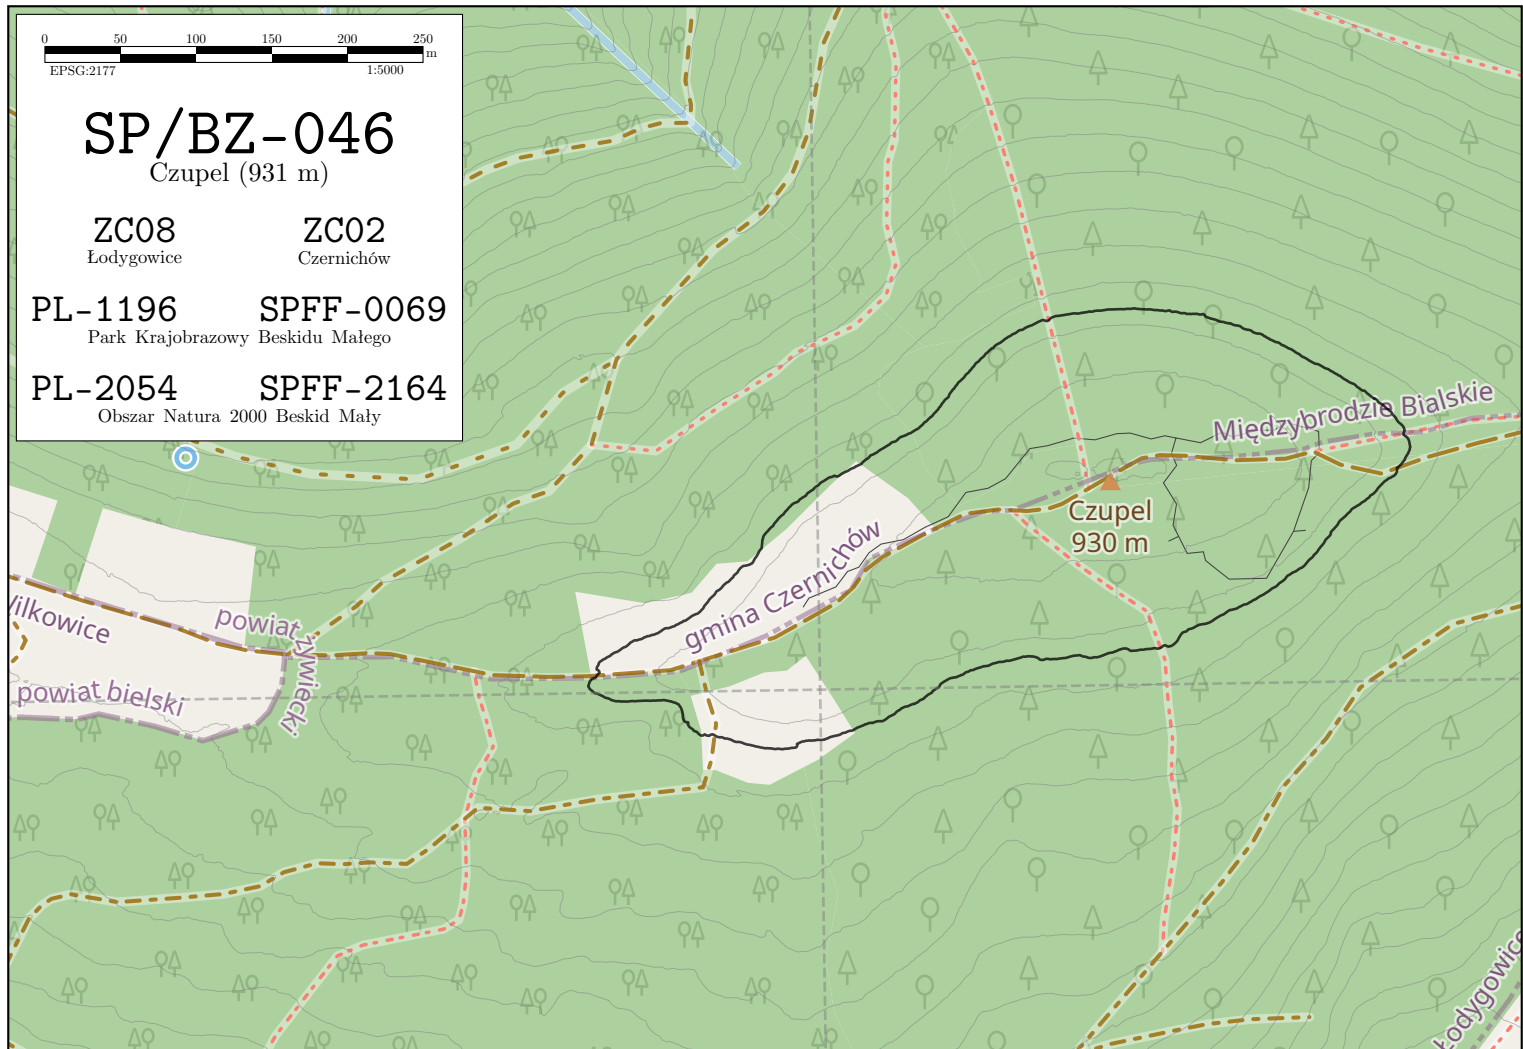 0 50 100 150 200 250
m
EPSG:2177 1:5000
SP/BZ-046
Czupel (931 m)
ZC08 ZC02
Łodygowice Czernichów
PL-1196 SPFF-0069
Park Krajobrazowy Beskidu Małego
PL-2054 SPFF-2164
Obszar Natura 2000 Beskid Mały
Międzybrodzie Bialskie
Czupel
930 m
gmina Czernichów
Wilkowice
powiat żywiecki
powiat bielski
Łodygowice